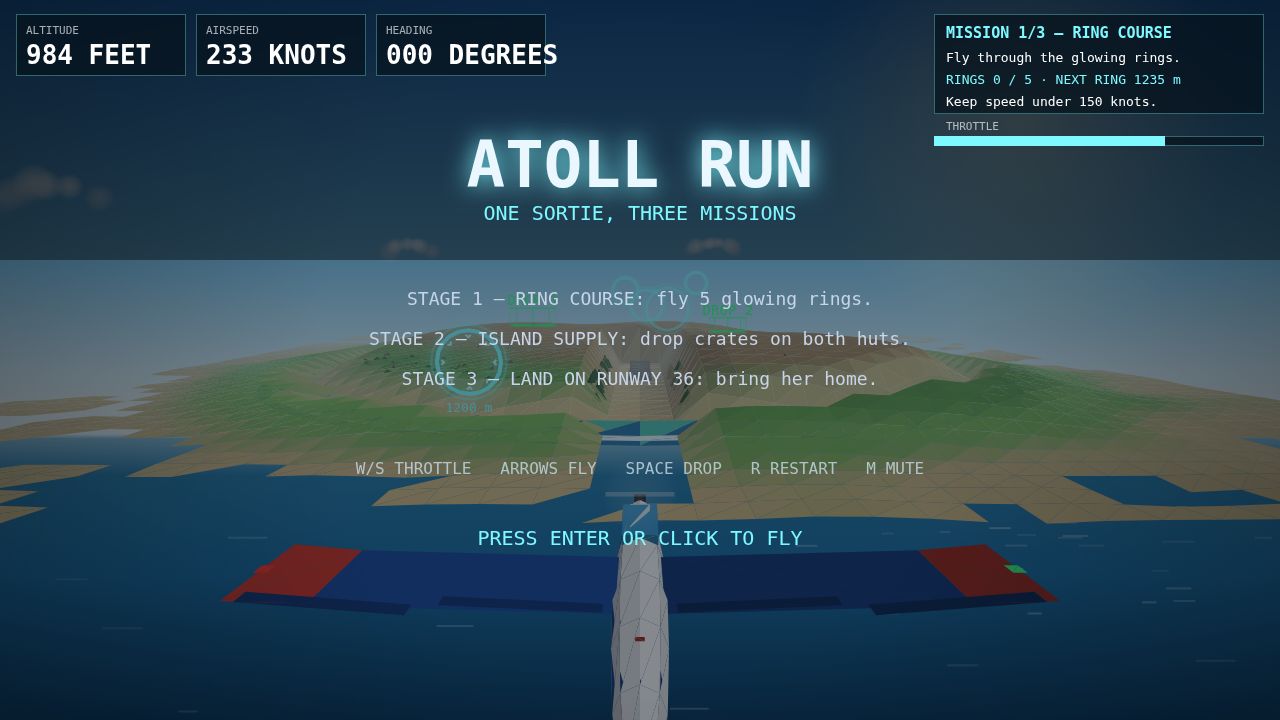 ALTITUDE
984 FEET
AIRSPEED
233 KNOTS
HEADING
000 DEGREES
MISSION 1/3 — RING COURSE
Fly through the glowing rings.
RINGS 0 / 5 · NEXT RING 1235 m
Keep speed under 150 knots.
THROTTLE
ATOLL RUN
ONE SORTIE, THREE MISSIONS
STAGE 1 — RING COURSE: fly 5 glowing rings.
DROP 2
STAGE 2 — ISLAND SUPPLY: drop crates on both huts.
STAGE 3 — LAND ON RUNWAY 36: bring her home.
1200 m
W/S THROTTLE ARROWS FLY SPACE DROP R RESTART M MUTE
PRESS ENTER OR CLICK TO FLY